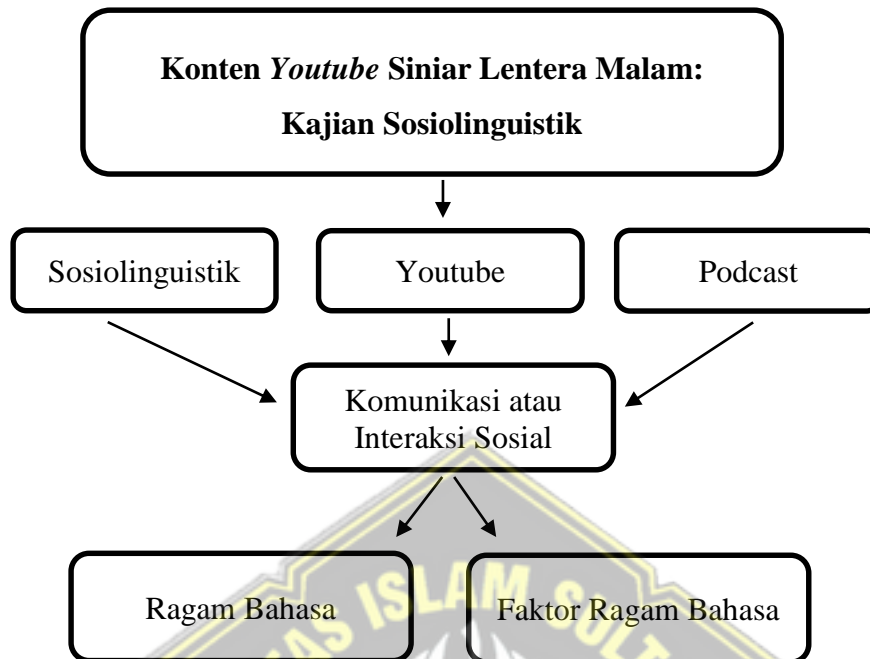 Konten Youtube Siniar Lentera Malam:
Kajian Sosiolinguistik
Sosiolinguistik
Youtube
Podcast
Komunikasi atau
Interaksi Sosial
Ragam Bahasa
Faktor Ragam Bahasa
ISLAM